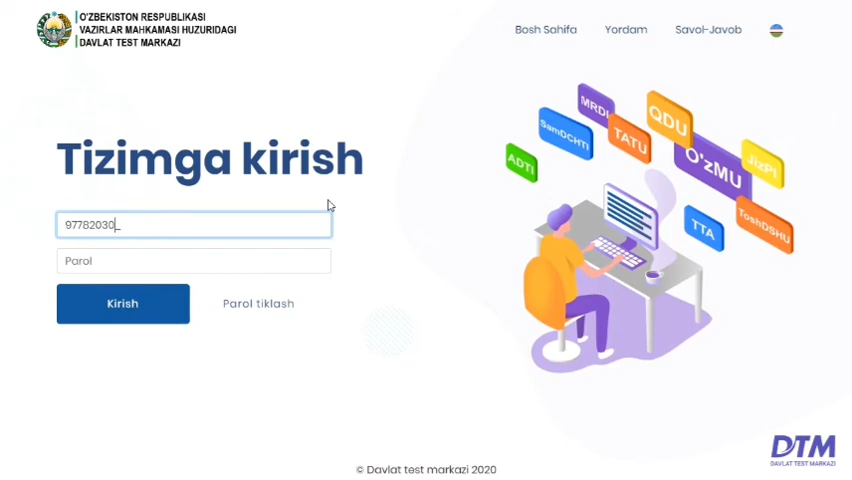 O'ZBEKISTON RESPUBLIKASI
VAZIRLAR MAHKAMASI HUZURIDAGI
DAVLAT TEST MARKAZI
Bosh Sahifa
Yordam
Savol-Javob
Tizimga kirish
97782030_
Parol
Kirish
Parol tiklash
MRDI
QDU
SamDCHTI
TATU
O'zMU
JizPI
ADTI
ToshDSHU
TTA
DTM
DAVLAT TEST MARKAZI
© Davlat test markazi 2020